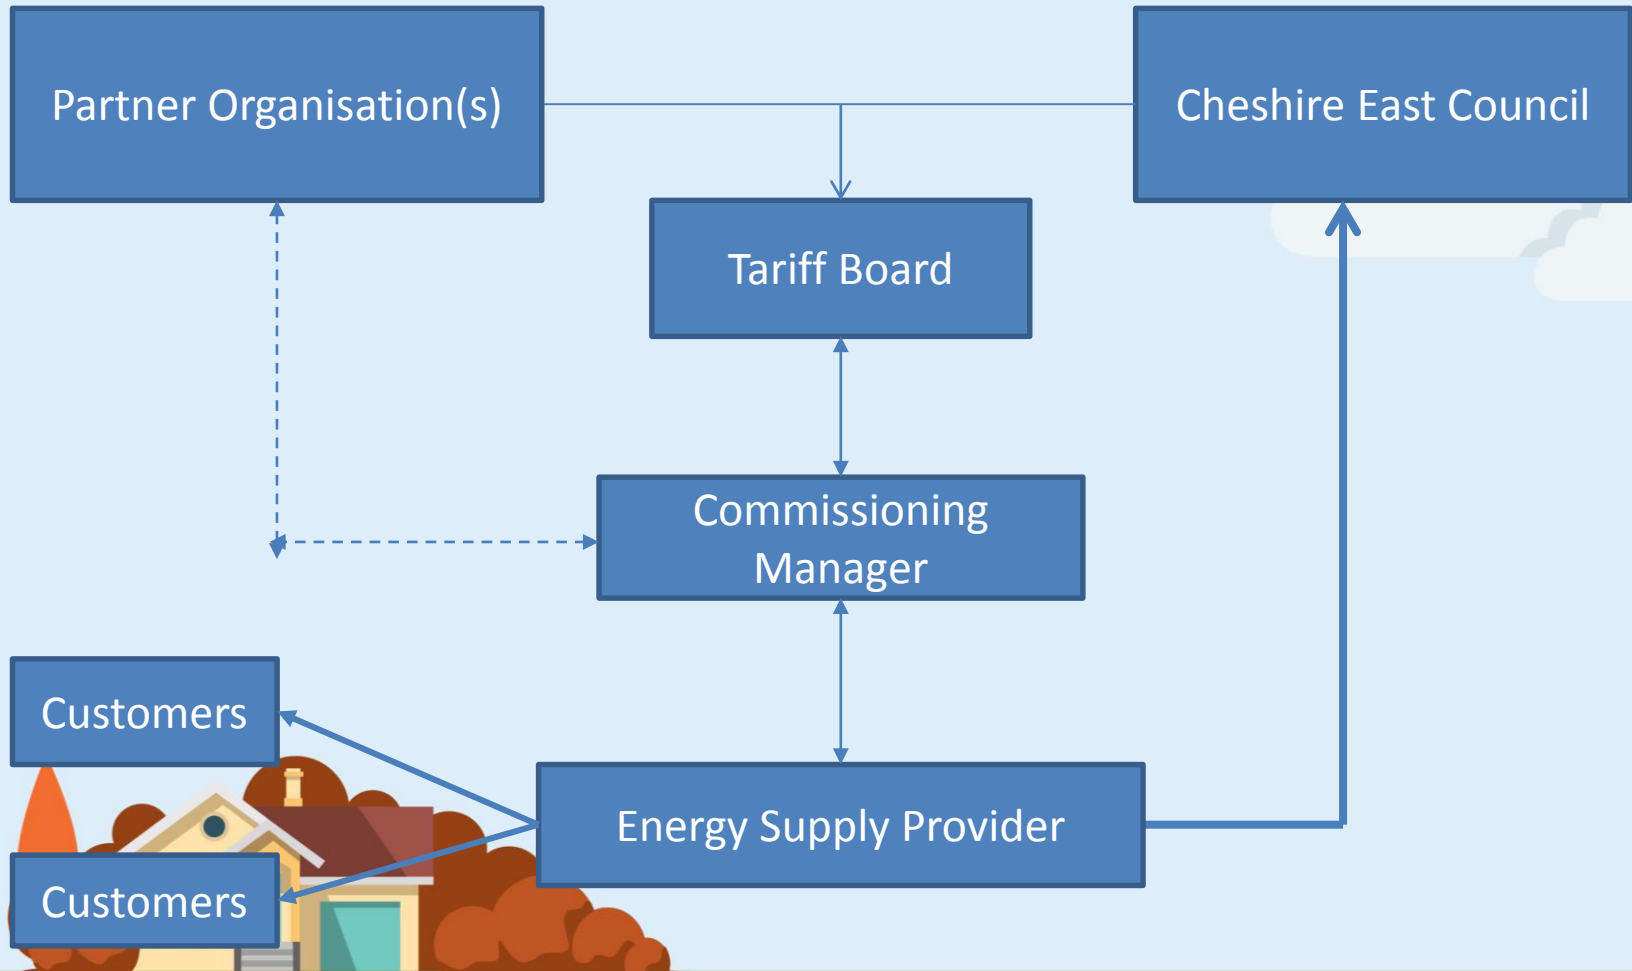 Partner Organisation(s)
Cheshire East Council
Tariff Board
Commissioning
Manager
Customers
Energy Supply Provider
Customers